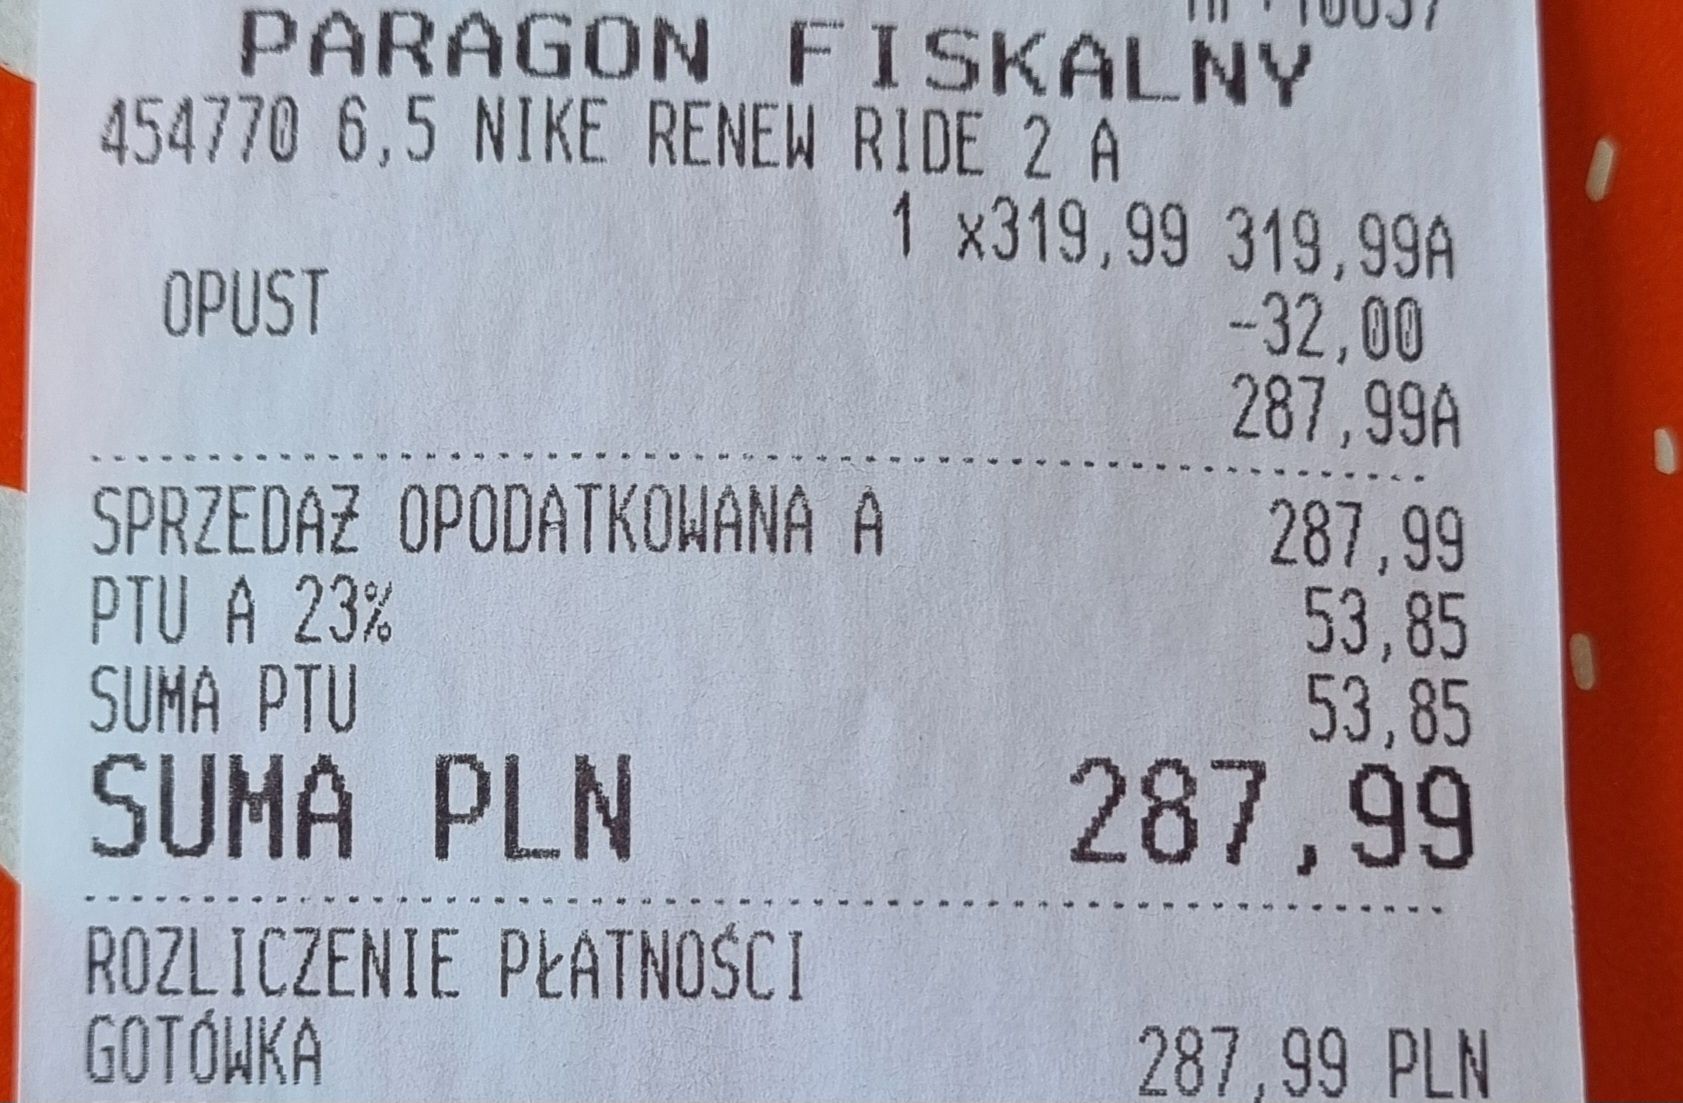 PARAGON FISKALNY
454770 6,5 NIKE RENEW RIDE 2 A
1 x319,99 319,99A
OPUST -32,00
287,99A
SPRZEDAŻ OPODATKOWANA A 287,99
PTU A 23% 53,85
SUMA PTU 53,85
SUMA PLN 287,99
ROZLICZENIE PŁATNOŚCI
GOTÓWKA 287,99 PLN